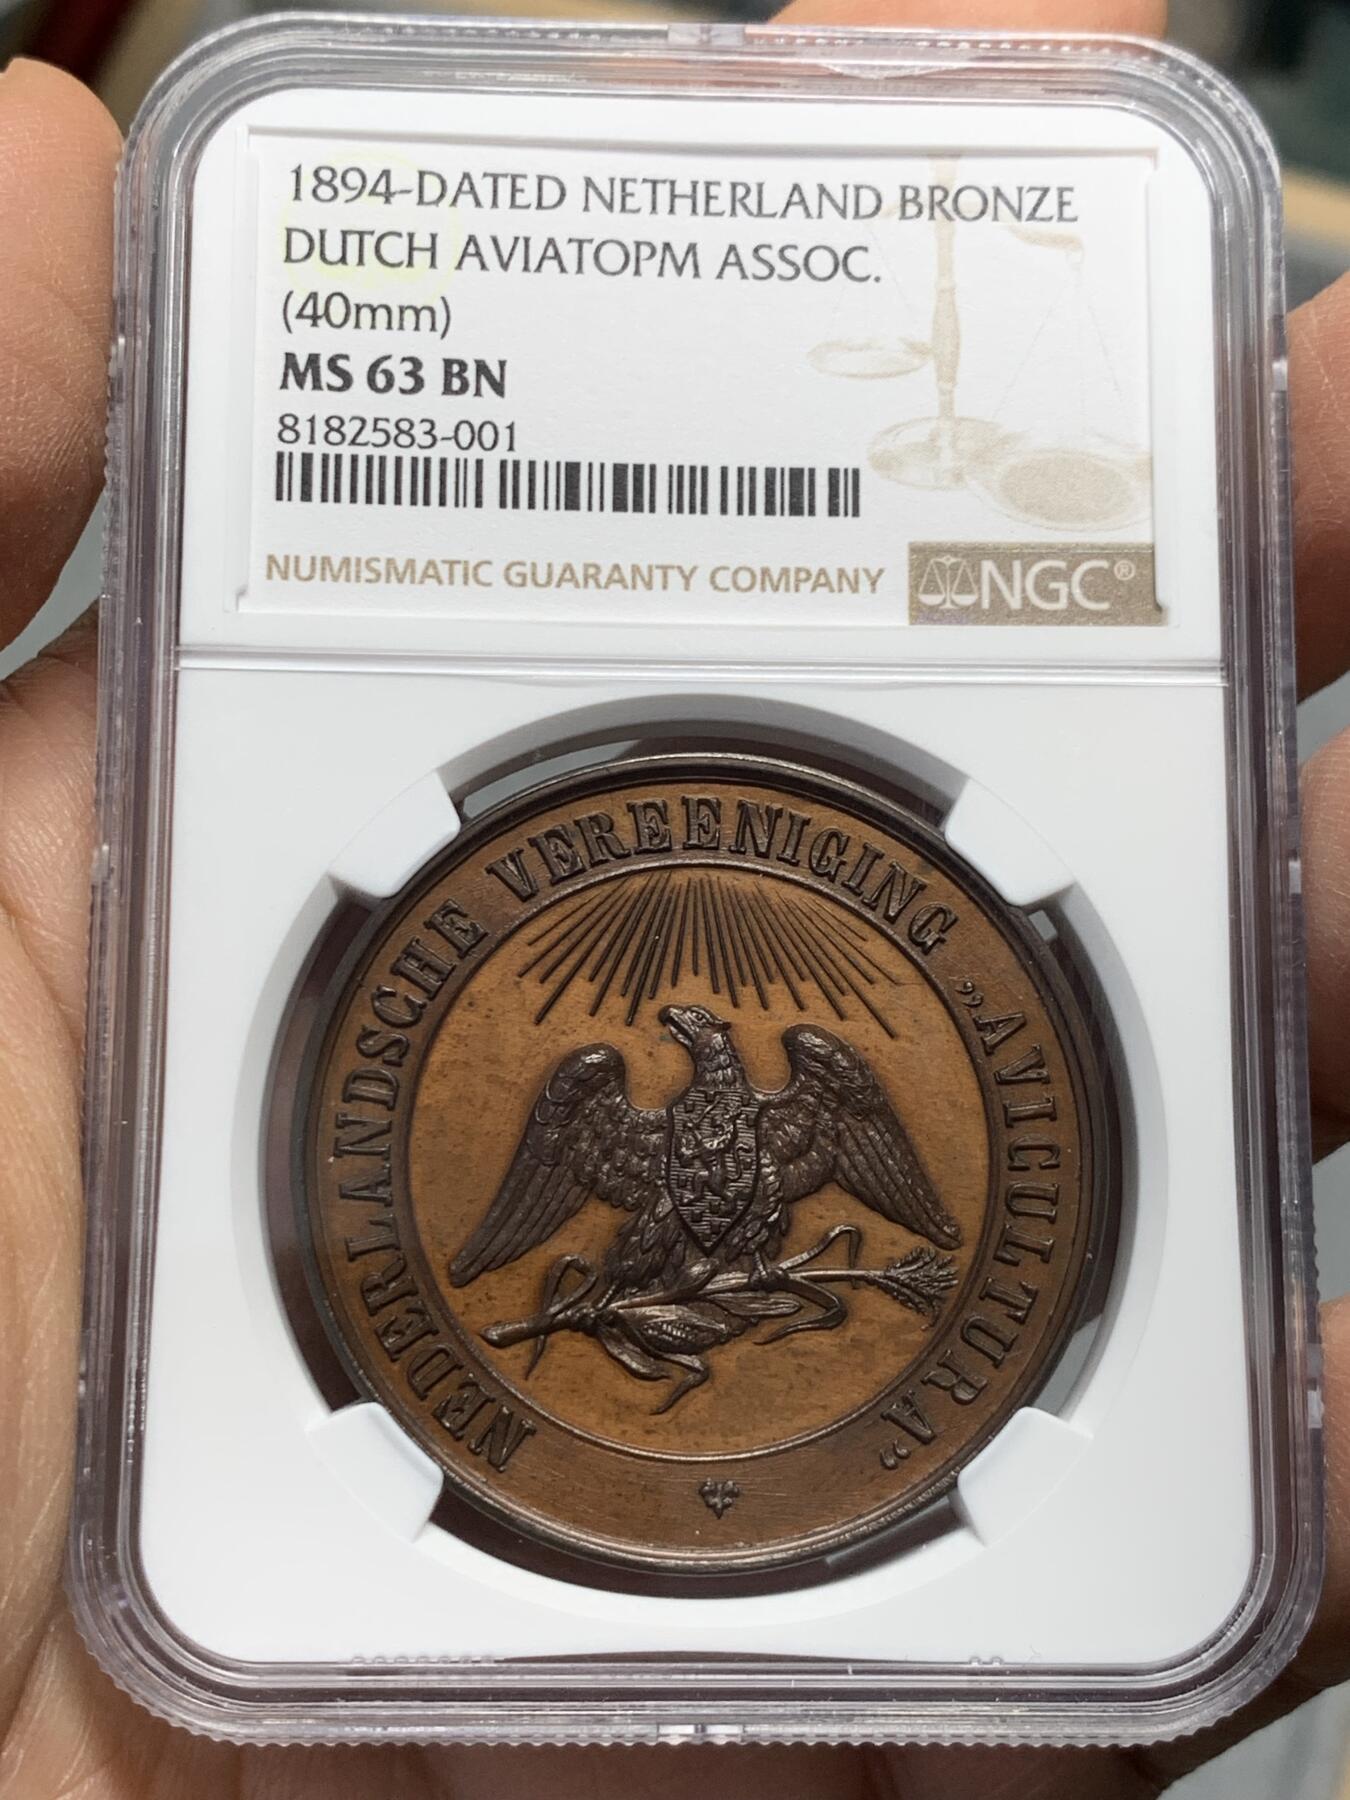 1894-DATED NETHERLAND BRONZE
DUTCH AVIATOPM ASSOC.
(40mm)
MS 63 BN
8182583-001
NUMISMATIC GUARANTY COMPANY
NGC®
NEDERLANDSCHE VEREENIGING „AVICULTURA”